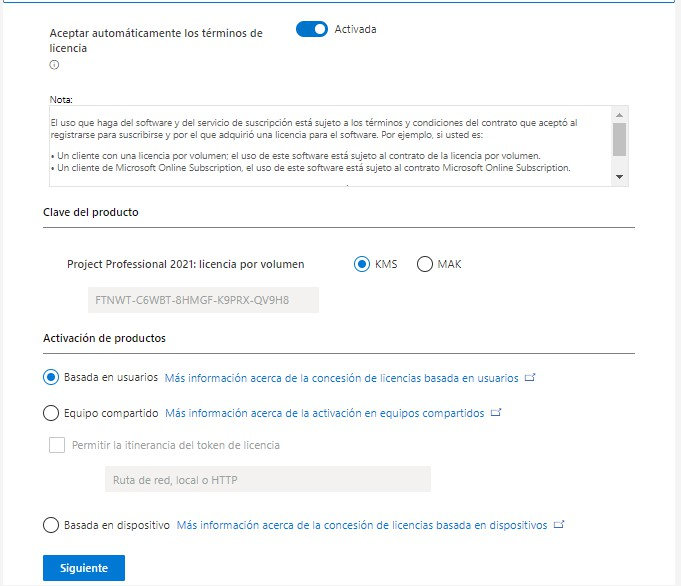 Aceptar automáticamente los términos de
licencia
Activada
Nota:
El uso que haga del software y del servicio de suscripción está sujeto a los términos y condiciones del contrato que aceptó al
registrarse para suscribirse y por el que adquirió una licencia para el software. Por ejemplo, si usted es:
• Un cliente con una licencia por volumen; el uso de este software está sujeto al contrato de la licencia por volumen.
• Un cliente de Microsoft Online Subscription, el uso de este software está sujeto al contrato Microsoft Online Subscription.
Clave del producto
Project Professional 2021: licencia por volumen
KMS
MAK
FTNWT-C6WBT-8HMGF-K9PRX-QV9H8
Activación de productos
Basada en usuarios Más información acerca de la concesión de licencias basada en usuarios
Equipo compartido Más información acerca de la activación en equipos compartidos
Permitir la itinerancia del token de licencia
Ruta de red, local o HTTP
Basada en dispositivo Más información acerca de la concesión de licencias basada en dispositivos
Siguiente